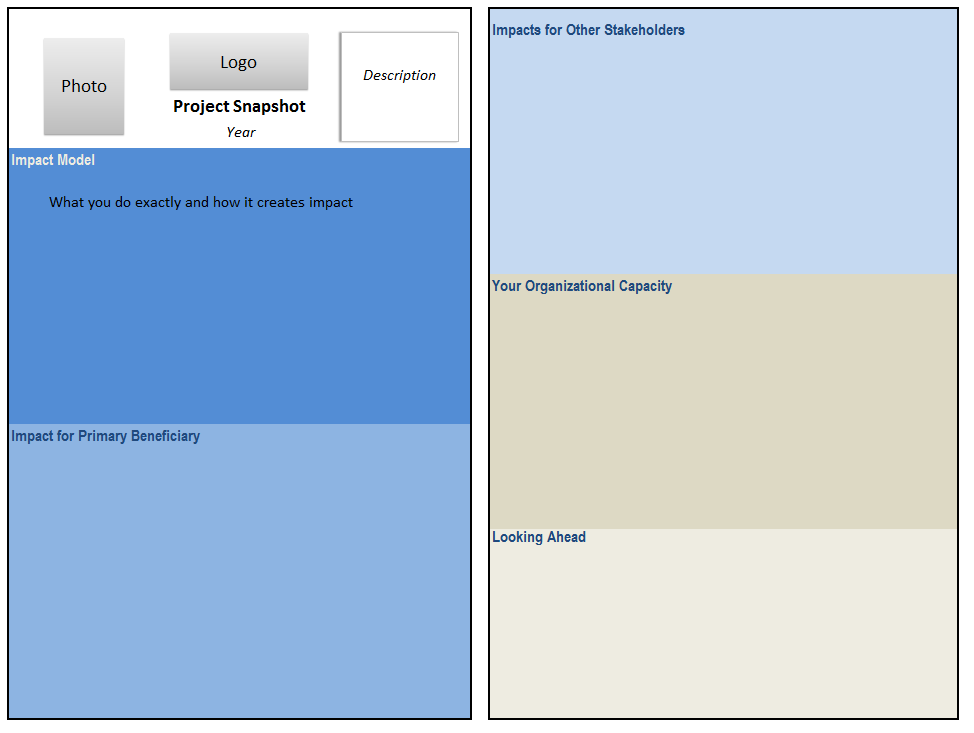 Photo
Logo
Project Snapshot
Year
Description
Impact Model
What you do exactly and how it creates impact
Impact for Primary Beneficiary
Impacts for Other Stakeholders
Your Organizational Capacity
Looking Ahead